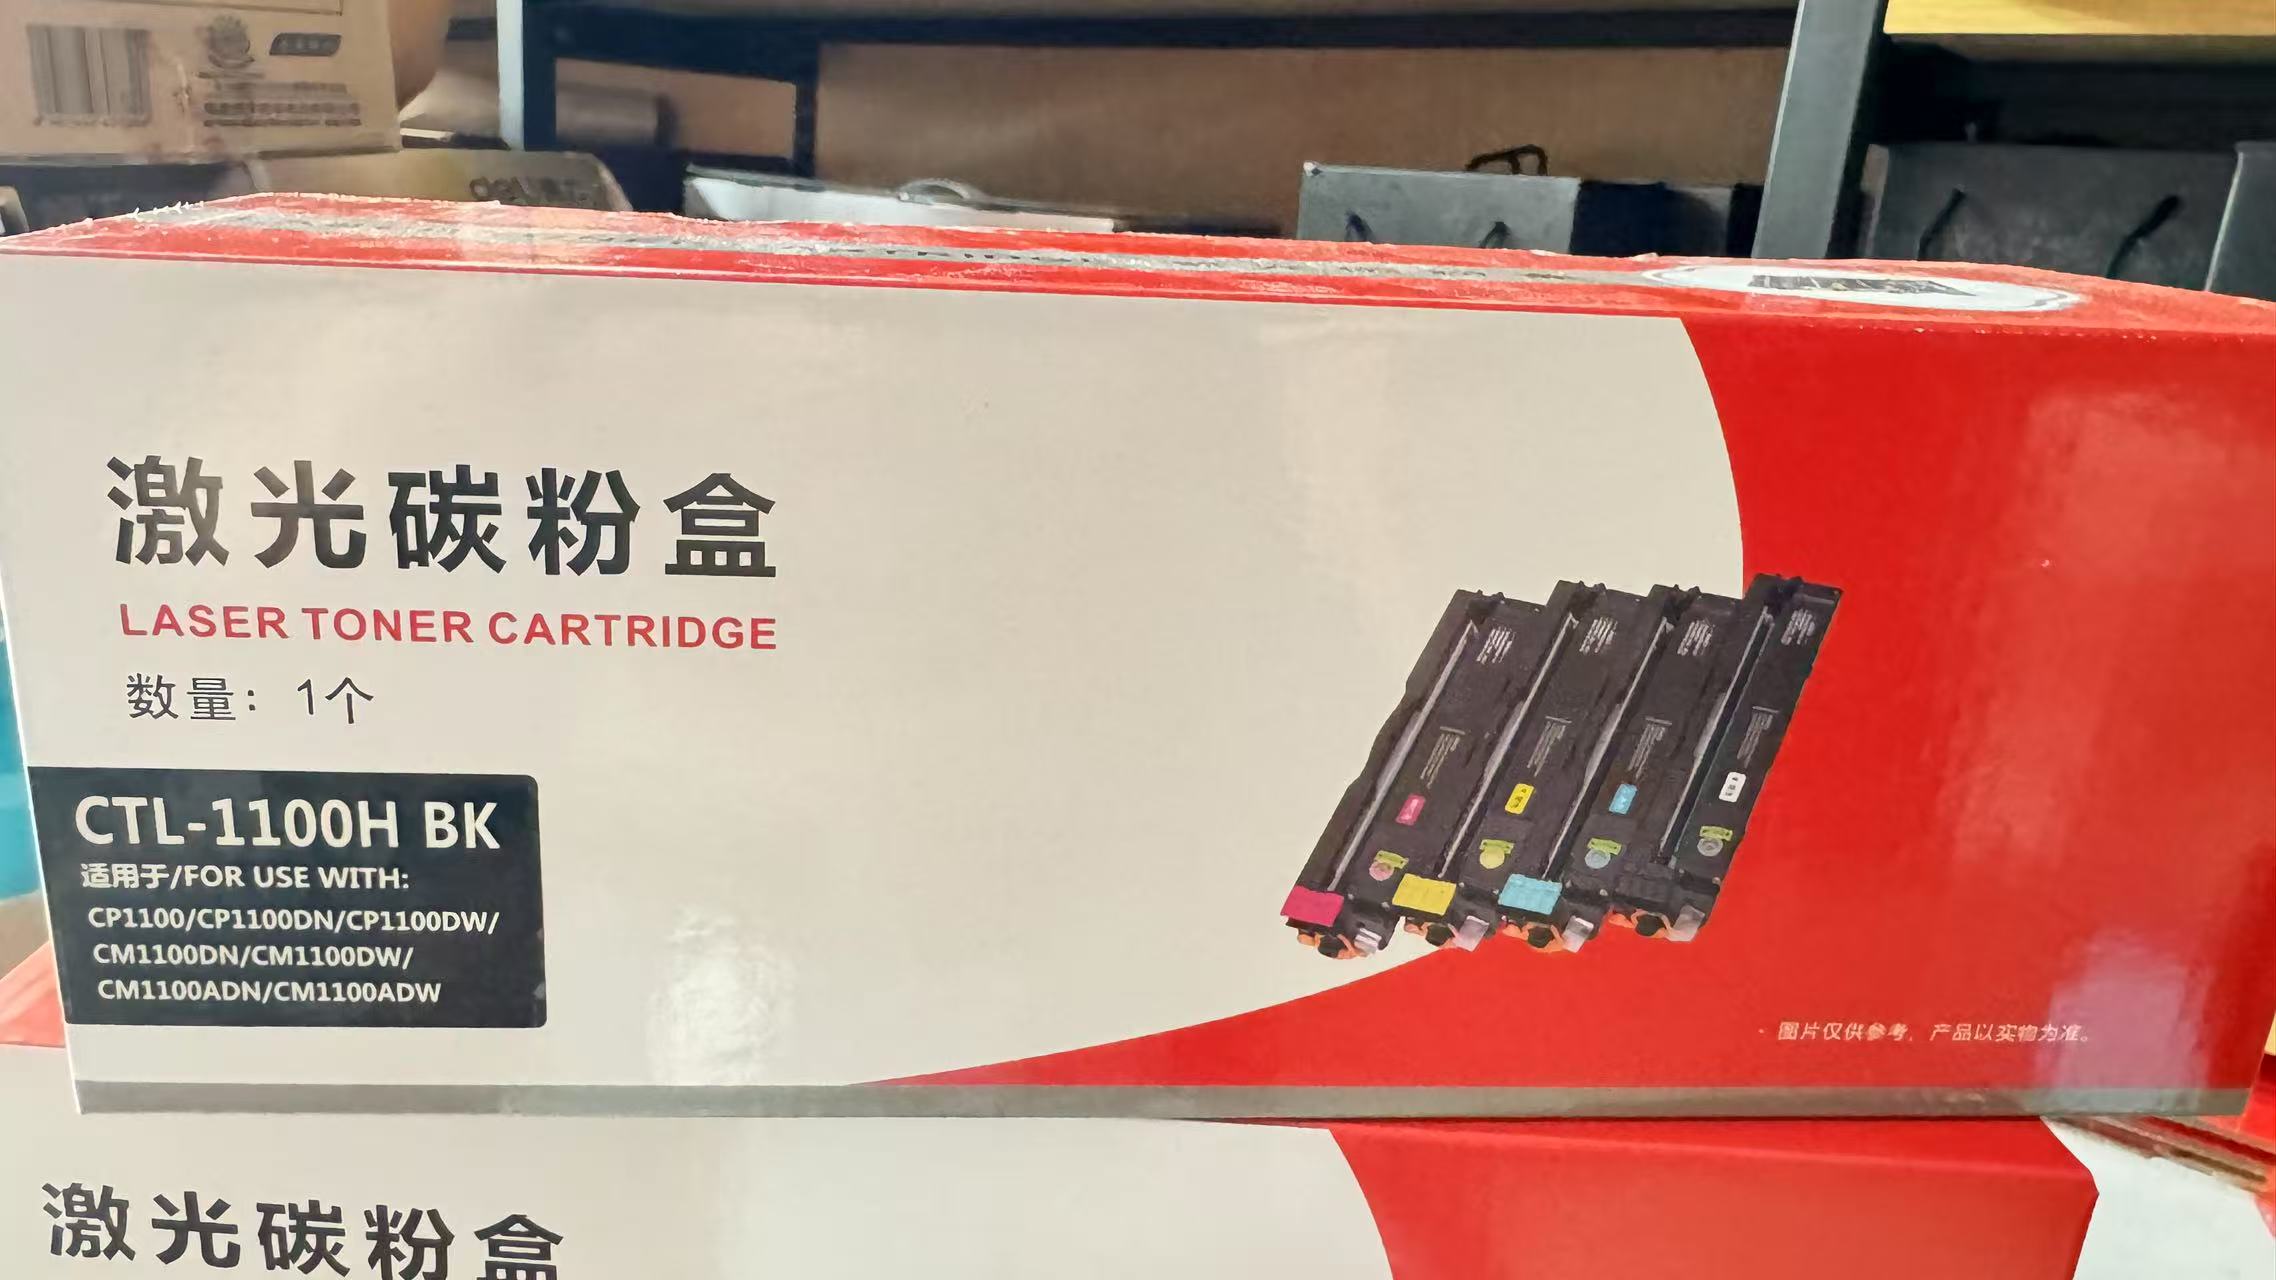 激光碳粉盒
LASER TONER CARTRIDGE
数量：1个
CTL-1100H BK
适用于/FOR USE WITH:
CP1100/CP1100DN/CP1100DW/
CM1100DN/CM1100DW/
CM1100ADN/CM1100ADW
图片仅供参考，产品以实物为准。
激光碳粉盒